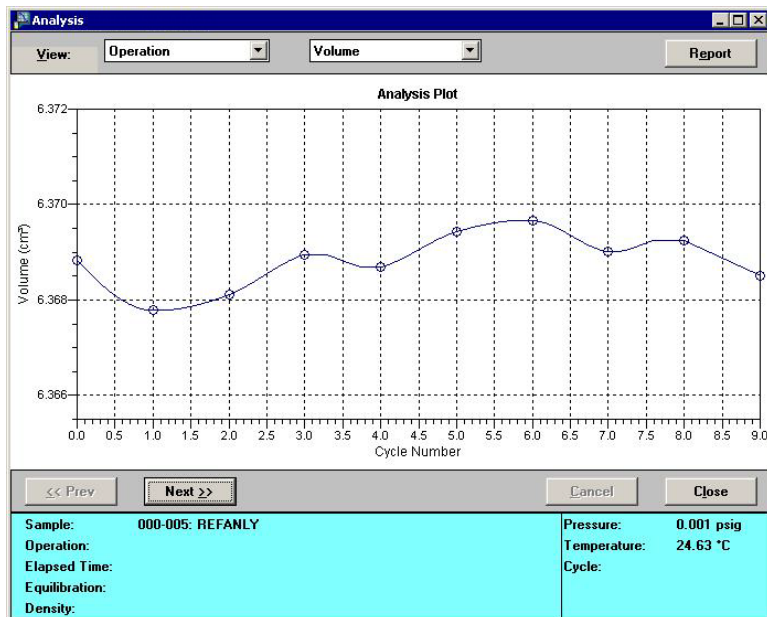 Analysis
View: Operation Volume Report
Analysis Plot
6.372
6.370
6.368
6.366
Volume (cm³)
0.0 0.5 1.0 1.5 2.0 2.5 3.0 3.5 4.0 4.5 5.0 5.5 6.0 6.5 7.0 7.5 8.0 8.5 9.0
Cycle Number
<< Prev Next >> Cancel Close
Sample: 000-005: REFANLY Pressure: 0.001 psig
Operation: Temperature: 24.63 °C
Elapsed Time: Cycle:
Equilibration:
Density: